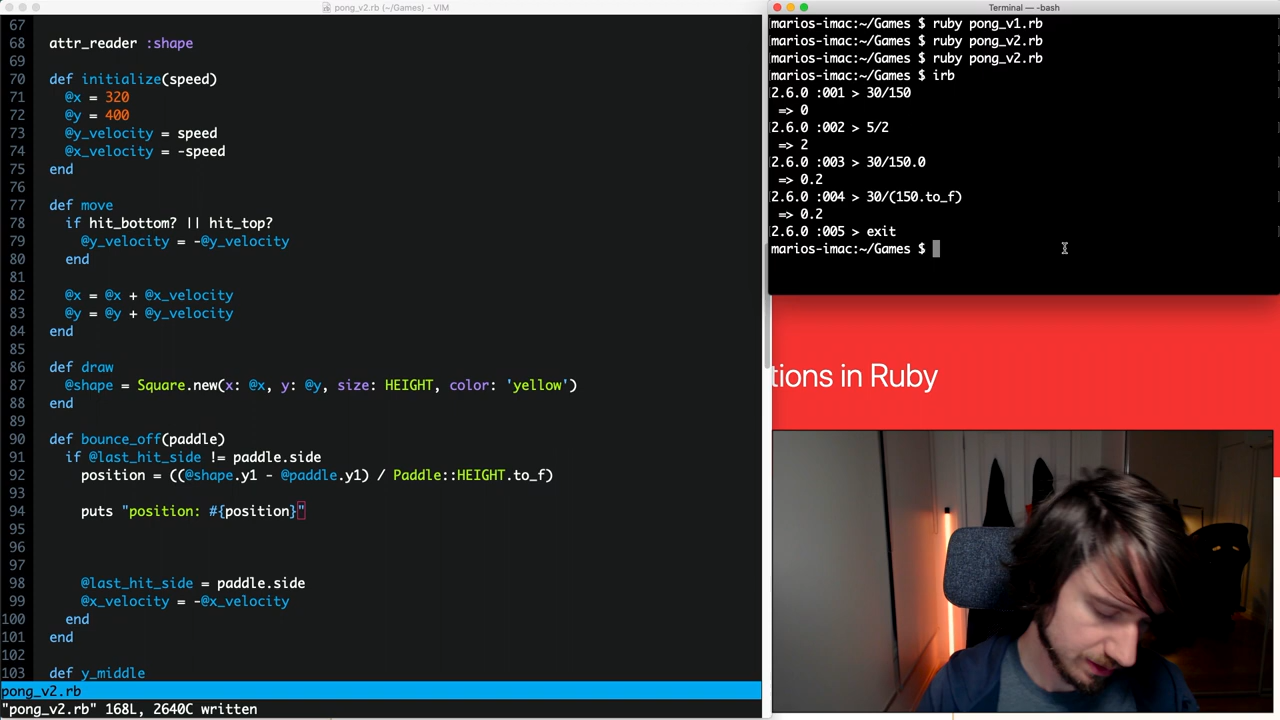 pong_v2.rb (~/Games) - VIM
67
68 attr_reader :shape
69
70 def initialize(speed)
71 @x = 320
72 @y = 400
73 @y_velocity = speed
74 @x_velocity = -speed
75 end
76
77 def move
78 if hit_bottom? || hit_top?
79 @y_velocity = -@y_velocity
80 end
81
82 @x = @x + @x_velocity
83 @y = @y + @y_velocity
84 end
85
86 def draw
87 @shape = Square.new(x: @x, y: @y, size: HEIGHT, color: 'yellow')
88 end
89
90 def bounce_off(paddle)
91 if @last_hit_side != paddle.side
92 position = ((@shape.y1 - @paddle.y1) / Paddle::HEIGHT.to_f)
93
94 puts "position: #{position}"
95
96
97
98 @last_hit_side = paddle.side
99 @x_velocity = -@x_velocity
100 end
101 end
102
103 def y_middle
pong_v2.rb
"pong_v2.rb" 168L, 2640C written
Terminal — -bash
marios-imac:~/Games $ ruby pong_v1.rb
marios-imac:~/Games $ ruby pong_v2.rb
marios-imac:~/Games $ ruby pong_v2.rb
marios-imac:~/Games $ irb
2.6.0 :001 > 30/150
=> 0
2.6.0 :002 > 5/2
=> 2
2.6.0 :003 > 30/150.0
=> 0.2
2.6.0 :004 > 30/(150.to_f)
=> 0.2
2.6.0 :005 > exit
marios-imac:~/Games $
tions in Ruby